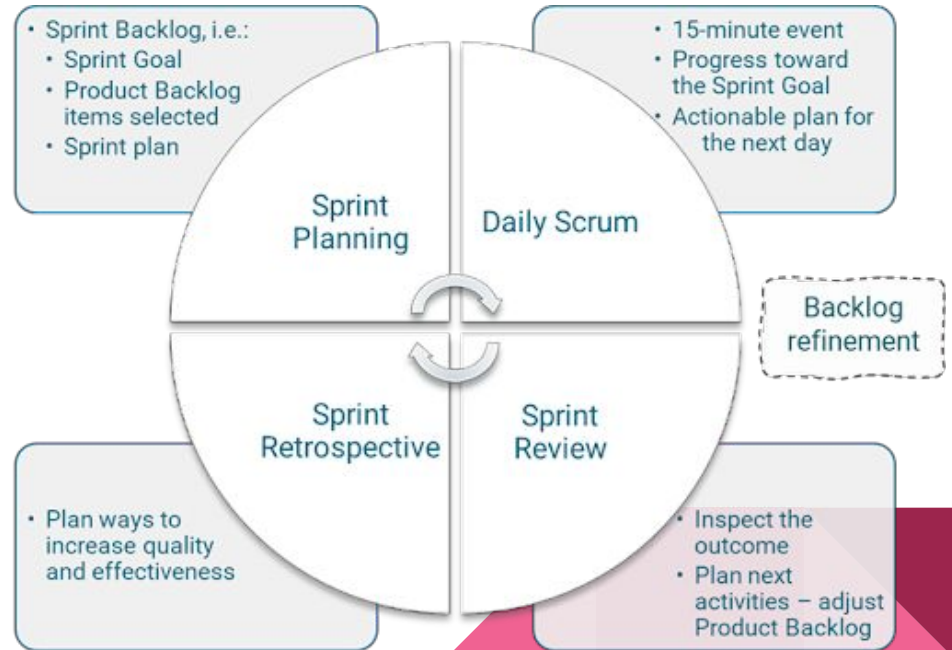 • Sprint Backlog, i.e.:
• Sprint Goal
• Product Backlog
items selected
• Sprint plan
• 15-minute event
• Progress toward
the Sprint Goal
• Actionable plan for
the next day
Sprint
Planning
Daily Scrum
Backlog
refinement
Sprint
Retrospective
Sprint
Review
• Plan ways to
increase quality
and effectiveness
• Inspect the
outcome
• Plan next
activities – adjust
Product Backlog